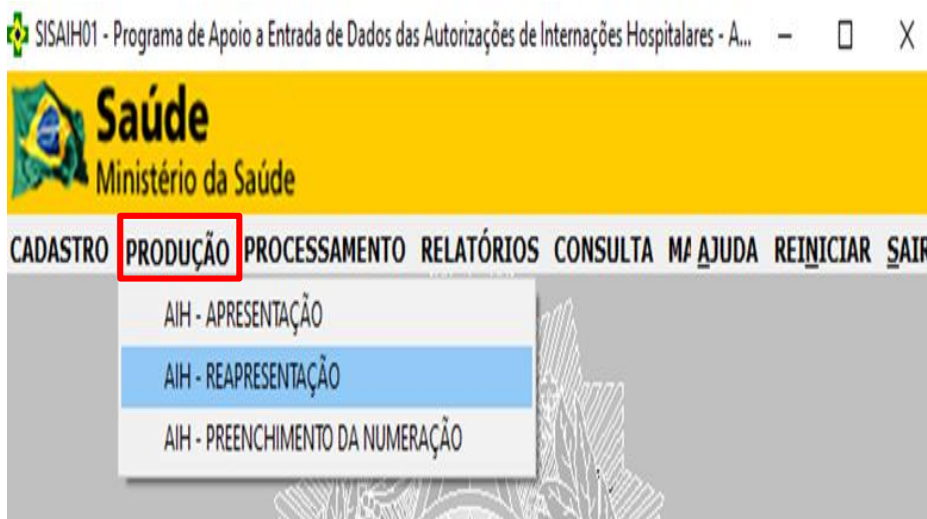 SISAIH01 - Programa de Apoio a Entrada de Dados das Autorizações de Internações Hospitalares - A...
Saúde
Ministério da Saúde
CADASTRO PRODUÇÃO PROCESSAMENTO RELATÓRIOS CONSULTA MA AJUDA REINICIAR SAIR
AIH - APRESENTAÇÃO
AIH - REAPRESENTAÇÃO
AIH - PREENCHIMENTO DA NUMERAÇÃO